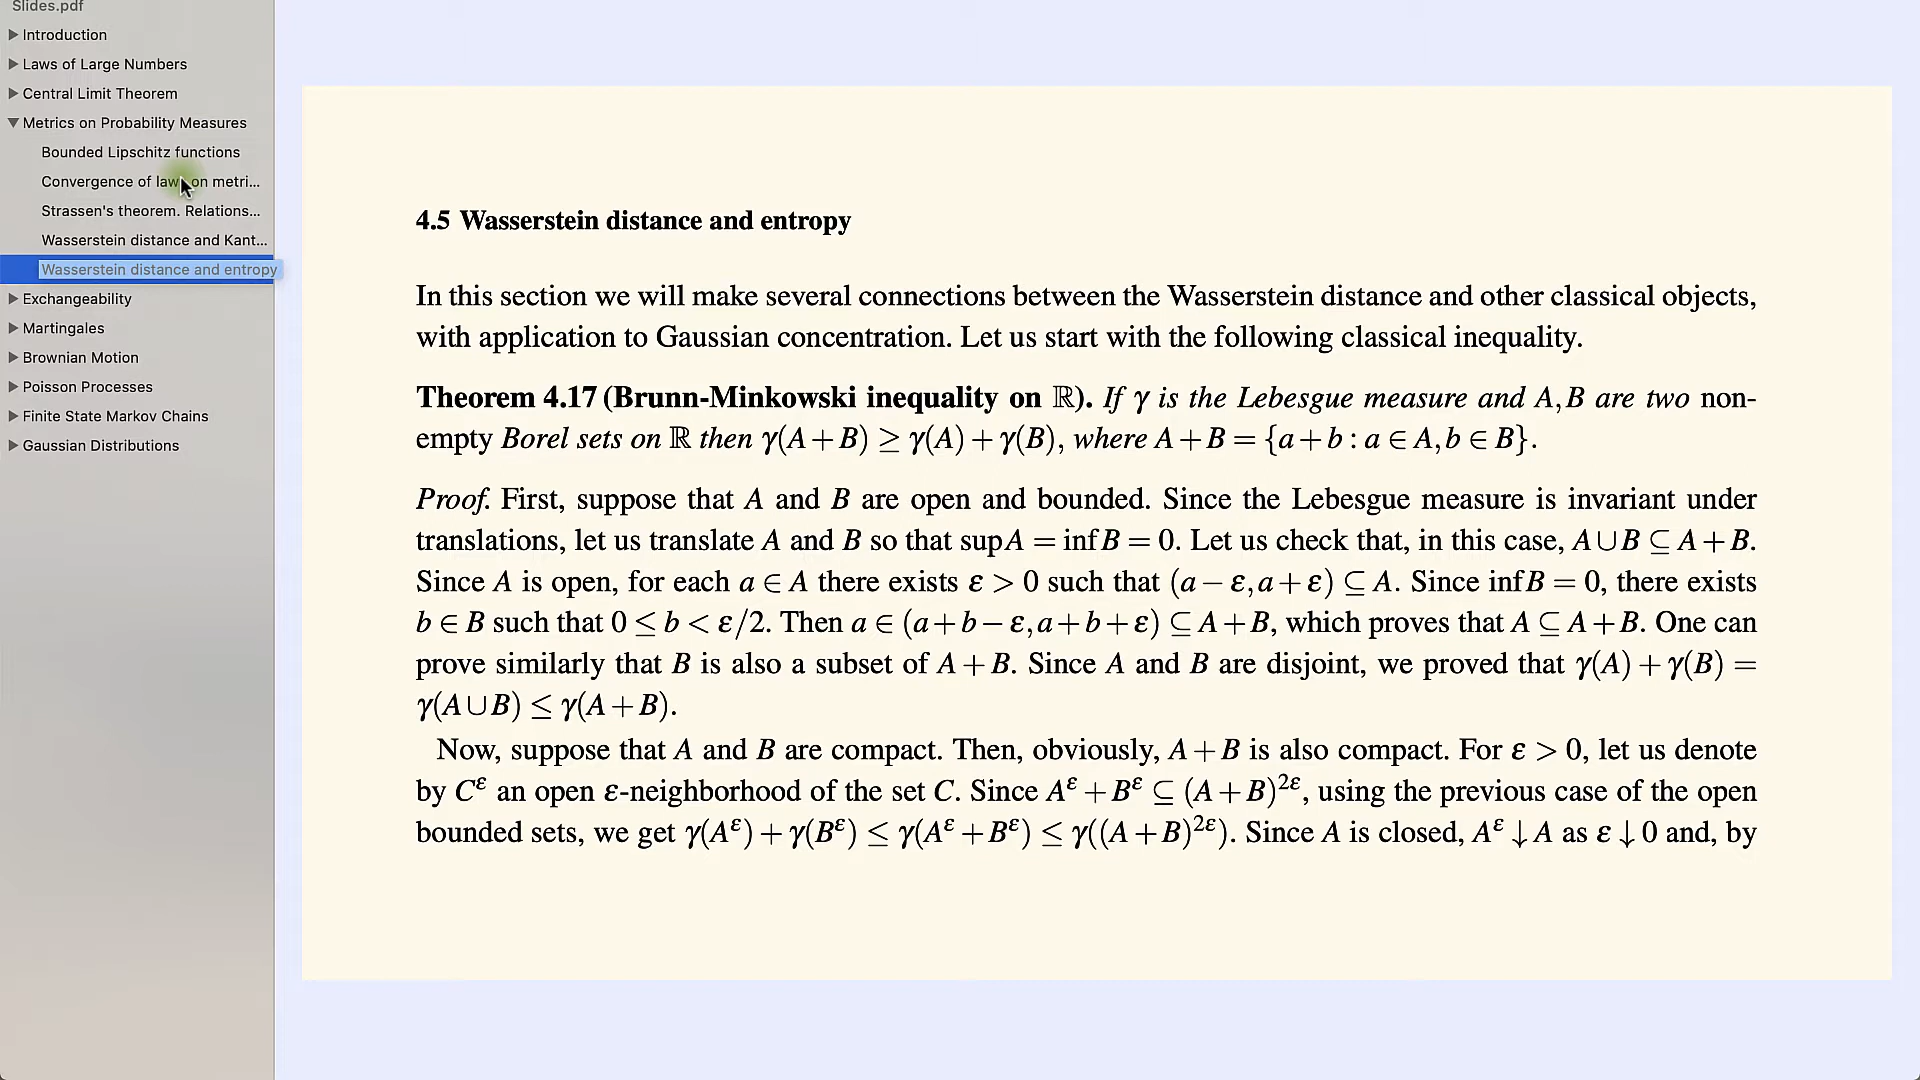 Slides.pdf
Introduction
Laws of Large Numbers
Central Limit Theorem
Metrics on Probability Measures
Bounded Lipschitz functions
Convergence of laws on metri...
Strassen's theorem. Relations...
Wasserstein distance and Kant...
Wasserstein distance and entropy
Exchangeability
Martingales
Brownian Motion
Poisson Processes
Finite State Markov Chains
Gaussian Distributions
4.5 Wasserstein distance and entropy
In this section we will make several connections between the Wasserstein distance and other classical objects,
with application to Gaussian concentration. Let us start with the following classical inequality.
Theorem 4.17 (Brunn-Minkowski inequality on ℝ). If γ is the Lebesgue measure and A,B are two non-
empty Borel sets on ℝ then γ(A+B) ≥ γ(A)+γ(B), where A+B = {a+b : a ∈ A, b ∈ B}.
Proof. First, suppose that A and B are open and bounded. Since the Lebesgue measure is invariant under
translations, let us translate A and B so that supA = infB = 0. Let us check that, in this case, A∪B ⊆ A+B.
Since A is open, for each a ∈ A there exists ε > 0 such that (a−ε,a+ε) ⊆ A. Since infB = 0, there exists
b ∈ B such that 0 ≤ b < ε/2. Then a ∈ (a+b−ε,a+b+ε) ⊆ A+B, which proves that A ⊆ A+B. One can
prove similarly that B is also a subset of A+B. Since A and B are disjoint, we proved that γ(A)+γ(B) =
γ(A∪B) ≤ γ(A+B).
Now, suppose that A and B are compact. Then, obviously, A+B is also compact. For ε > 0, let us denote
by C^ε an open ε-neighborhood of the set C. Since A^ε+B^ε ⊆ (A+B)^{2ε}, using the previous case of the open
bounded sets, we get γ(A^ε)+γ(B^ε) ≤ γ(A^ε+B^ε) ≤ γ((A+B)^{2ε}). Since A is closed, A^ε ↓ A as ε ↓ 0 and, by